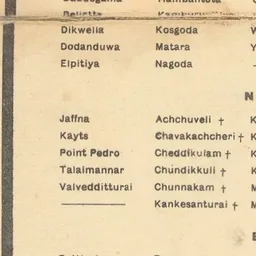 Dikwella Kosgoda W
Dodanduwa Matara Y
Elpitiya Nagoda –
N
Jaffna Achchuveli † K
Kayts Chavakachcheri † K
Point Pedro Cheddikulam † K
Talaimannar Chundikkuli † K
Valvedditturai Chunnakam † M
Kankesanturai † M